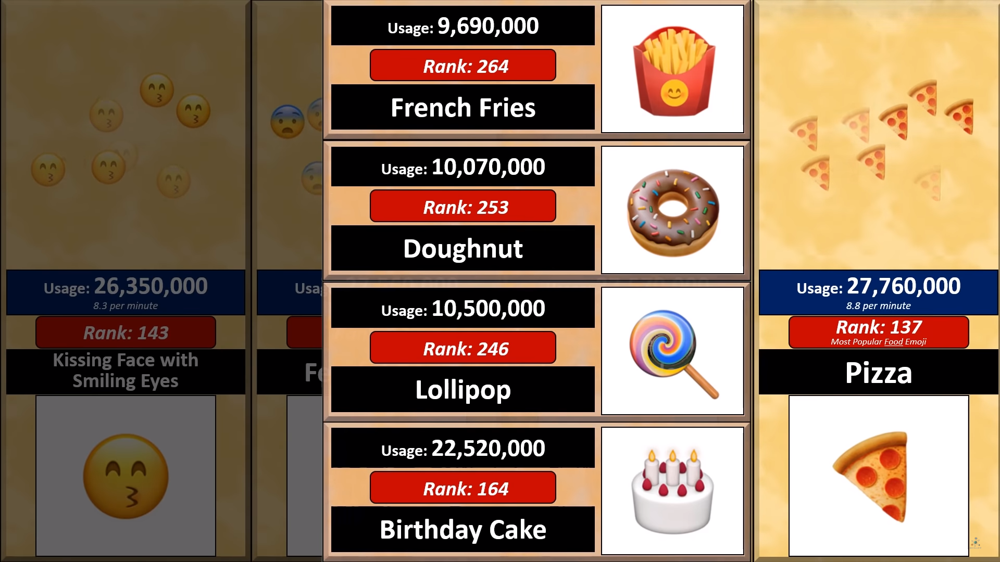 Usage: 26,350,000
8.3 per minute
Rank: 143
Kissing Face with
Smiling Eyes
Usage: 9,690,000
Rank: 264
French Fries
Usage: 10,070,000
Rank: 253
Doughnut
Usage: 10,500,000
Rank: 246
Lollipop
Usage: 22,520,000
Rank: 164
Birthday Cake
Usage: 27,760,000
8.8 per minute
Rank: 137
Most Popular Food Emoji
Pizza